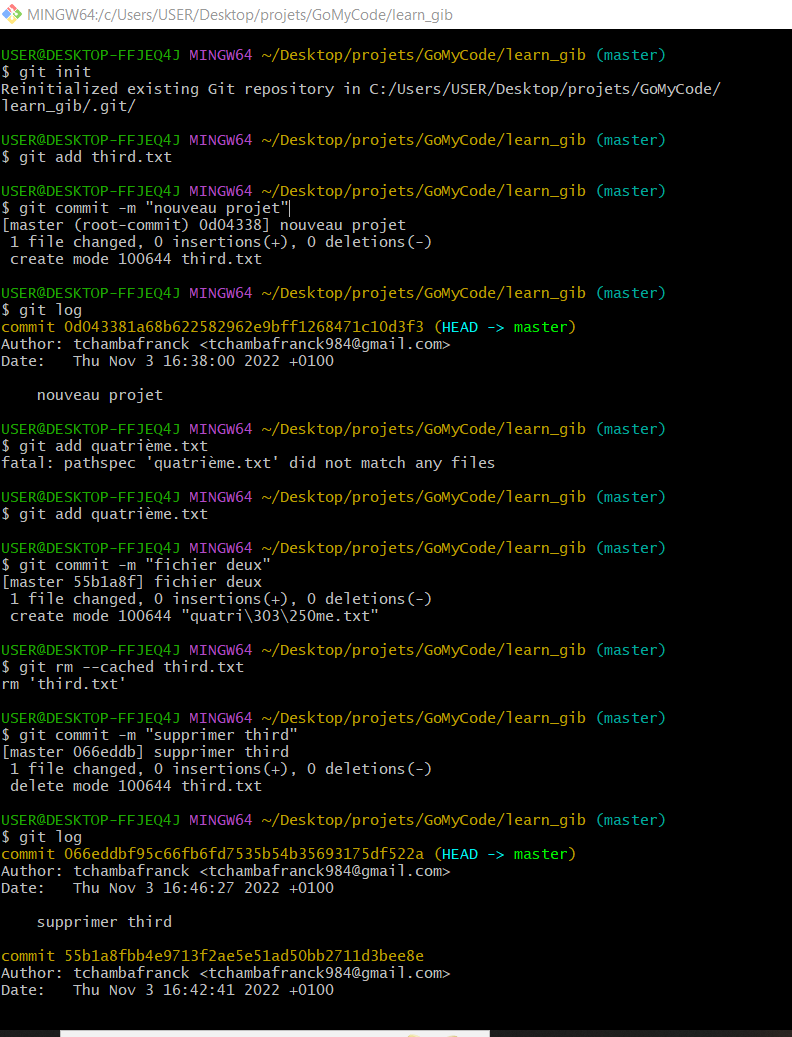 MINGW64:/c/Users/USER/Desktop/projets/GoMyCode/learn_gib
USER@DESKTOP-FFJEQ4J MINGW64 ~/Desktop/projets/GoMyCode/learn_gib (master)
$ git init
Reinitialized existing Git repository in C:/Users/USER/Desktop/projets/GoMyCode/
learn_gib/.git/
USER@DESKTOP-FFJEQ4J MINGW64 ~/Desktop/projets/GoMyCode/learn_gib (master)
$ git add third.txt
USER@DESKTOP-FFJEQ4J MINGW64 ~/Desktop/projets/GoMyCode/learn_gib (master)
$ git commit -m "nouveau projet"
[master (root-commit) 0d04338] nouveau projet
 1 file changed, 0 insertions(+), 0 deletions(-)
 create mode 100644 third.txt
USER@DESKTOP-FFJEQ4J MINGW64 ~/Desktop/projets/GoMyCode/learn_gib (master)
$ git log
commit 0d043381a68b622582962e9bff1268471c10d3f3 (HEAD -> master)
Author: tchambafranck <tchambafranck984@gmail.com>
Date:   Thu Nov 3 16:38:00 2022 +0100
    nouveau projet
USER@DESKTOP-FFJEQ4J MINGW64 ~/Desktop/projets/GoMyCode/learn_gib (master)
$ git add quatrième.txt
fatal: pathspec 'quatrième.txt' did not match any files
USER@DESKTOP-FFJEQ4J MINGW64 ~/Desktop/projets/GoMyCode/learn_gib (master)
$ git add quatrième.txt
USER@DESKTOP-FFJEQ4J MINGW64 ~/Desktop/projets/GoMyCode/learn_gib (master)
$ git commit -m "fichier deux"
[master 55b1a8f] fichier deux
 1 file changed, 0 insertions(+), 0 deletions(-)
 create mode 100644 "quatri\303\250me.txt"
USER@DESKTOP-FFJEQ4J MINGW64 ~/Desktop/projets/GoMyCode/learn_gib (master)
$ git rm --cached third.txt
rm 'third.txt'
USER@DESKTOP-FFJEQ4J MINGW64 ~/Desktop/projets/GoMyCode/learn_gib (master)
$ git commit -m "supprimer third"
[master 066eddb] supprimer third
 1 file changed, 0 insertions(+), 0 deletions(-)
 delete mode 100644 third.txt
USER@DESKTOP-FFJEQ4J MINGW64 ~/Desktop/projets/GoMyCode/learn_gib (master)
$ git log
commit 066eddbf95c66fb6fd7535b54b35693175df522a (HEAD -> master)
Author: tchambafranck <tchambafranck984@gmail.com>
Date:   Thu Nov 3 16:46:27 2022 +0100
    supprimer third
commit 55b1a8fbb4e9713f2ae5e51ad50bb2711d3bee8e
Author: tchambafranck <tchambafranck984@gmail.com>
Date:   Thu Nov 3 16:42:41 2022 +0100